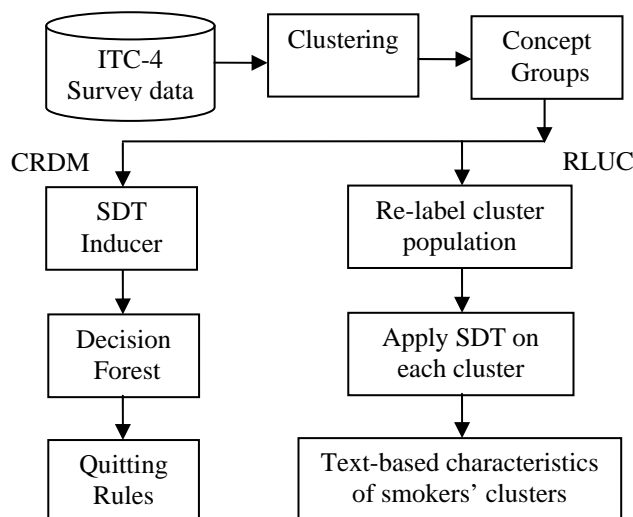 ITC-4
Survey data
Clustering
Concept
Groups
CRDM
RLUC
SDT
Inducer
Re-label cluster
population
Decision
Forest
Apply SDT on
each cluster
Quitting
Rules
Text-based characteristics
of smokers’ clusters